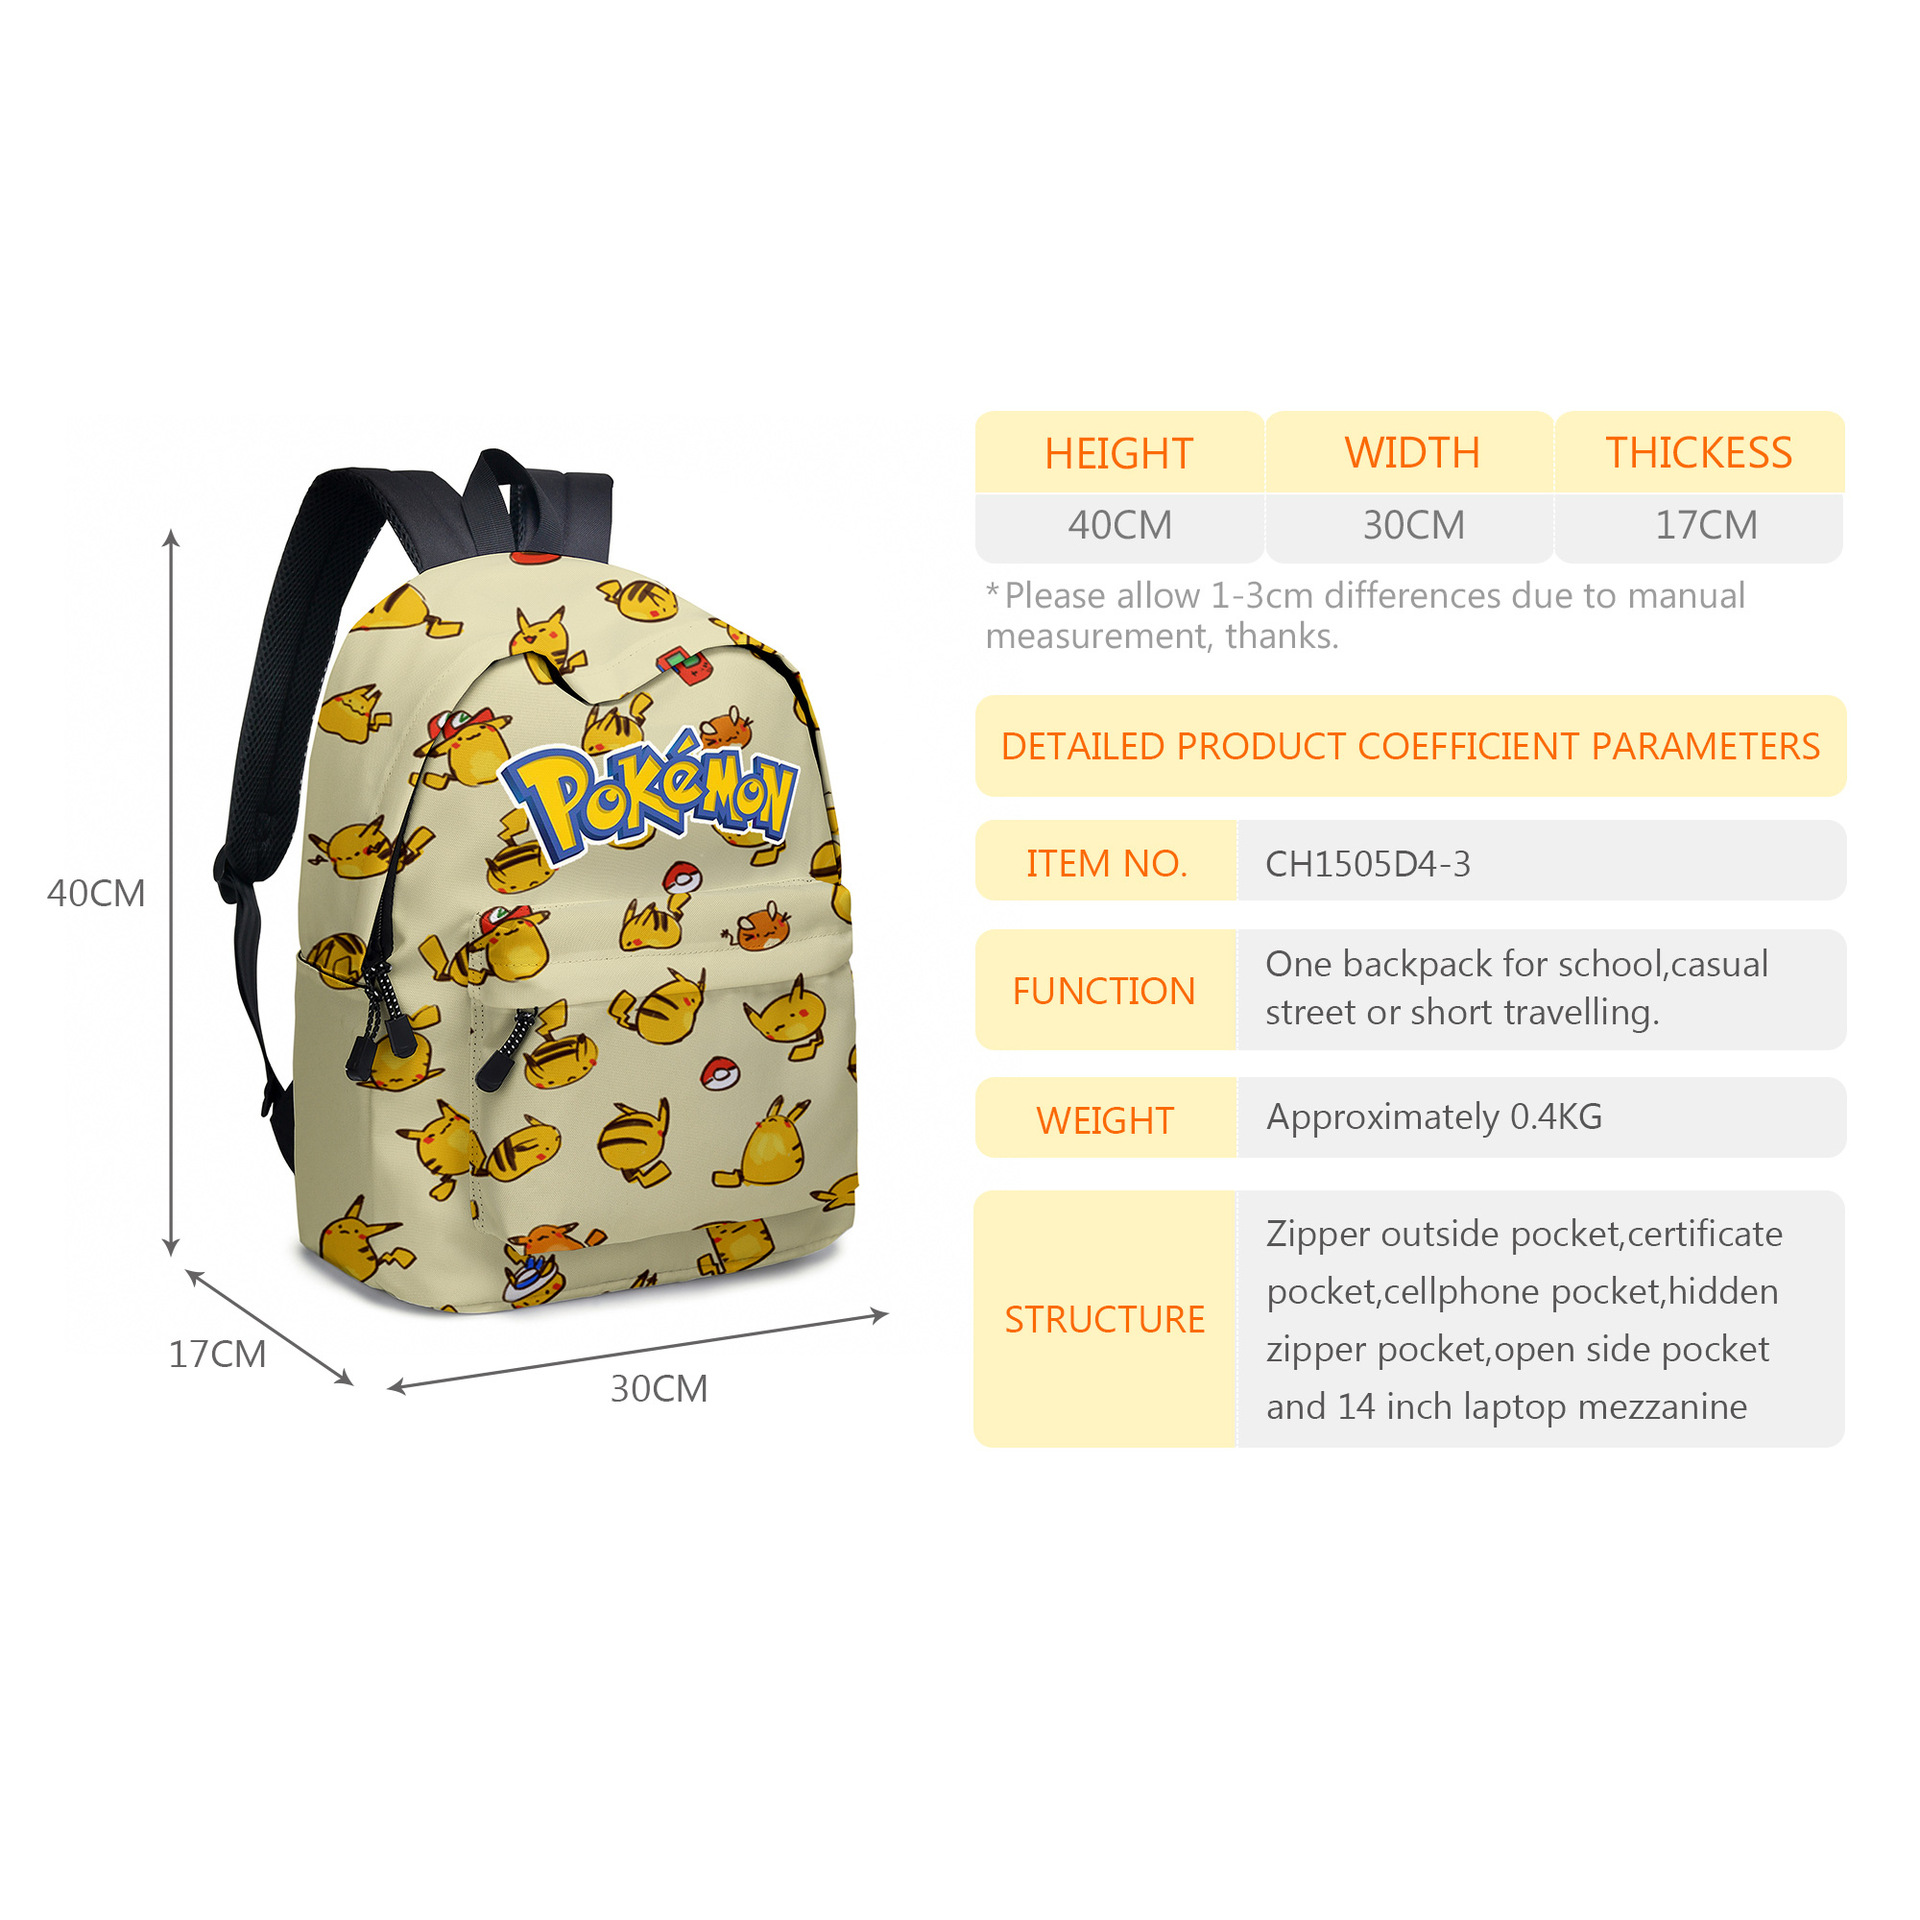 HEIGHT WIDTH THICKESS
40CM 30CM 17CM
*Please allow 1-3cm differences due to manual
measurement, thanks.
DETAILED PRODUCT COEFFICIENT PARAMETERS
ITEM NO. CH1505D4-3
FUNCTION One backpack for school,casual
street or short travelling.
WEIGHT Approximately 0.4KG
STRUCTURE Zipper outside pocket,certificate
pocket,cellphone pocket,hidden
zipper pocket,open side pocket
and 14 inch laptop mezzanine
POKéMON
40CM
17CM
30CM